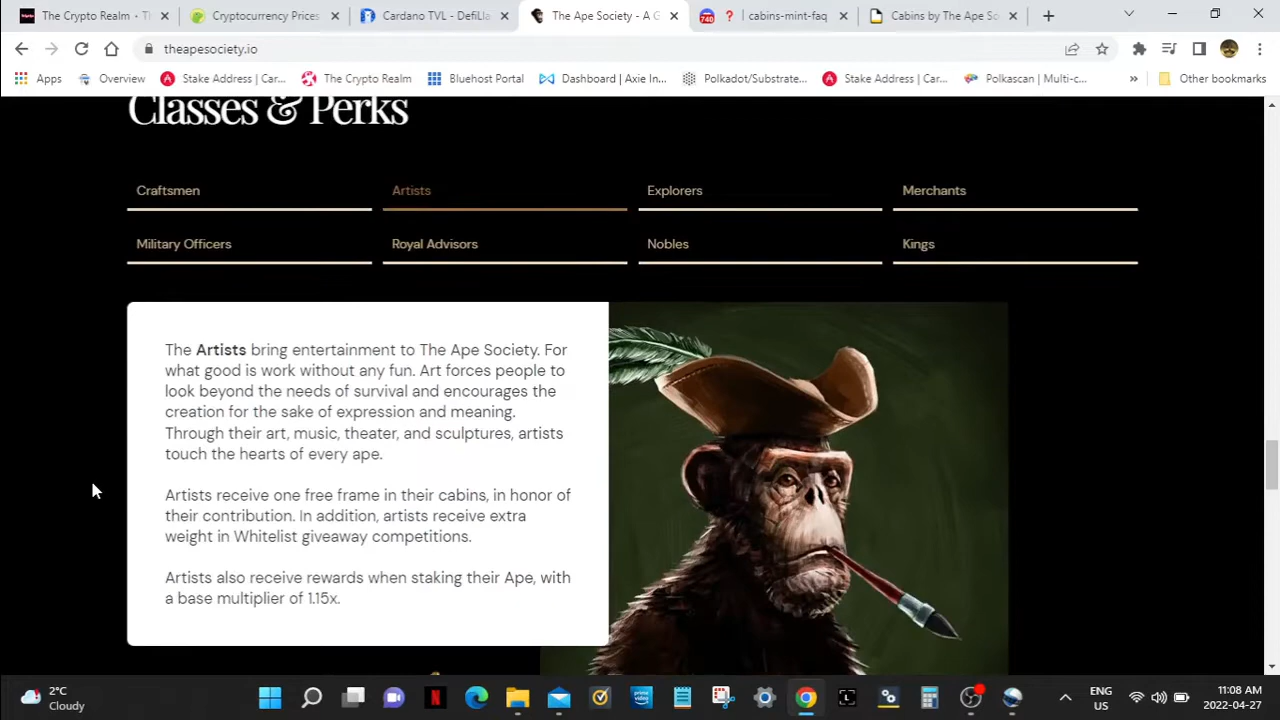 The Crypto Realm -
Cryptocurrency Prices
Cardano TVL - DefiLla
The Ape Society - A G
740
? | cabins-mint-faq
Cabins by The Ape So
theapesociety.io
Apps
Overview
Stake Address | Car...
The Crypto Realm
Bluehost Portal
Dashboard | Axie In...
Polkadot/Substrate...
Stake Address | Car...
Polkascan | Multi-c...
»
Other bookmarks
Classes & Perks
Craftsmen
Artists
Explorers
Merchants
Military Officers
Royal Advisors
Nobles
Kings
The Artists bring entertainment to The Ape Society. For
what good is work without any fun. Art forces people to
look beyond the needs of survival and encourages the
creation for the sake of expression and meaning.
Through their art, music, theater, and sculptures, artists
touch the hearts of every ape.
Artists receive one free frame in their cabins, in honor of
their contribution. In addition, artists receive extra
weight in Whitelist giveaway competitions.
Artists also receive rewards when staking their Ape, with
a base multiplier of 1.15x.
2°C
Cloudy
ENG
US
11:08 AM
2022-04-27